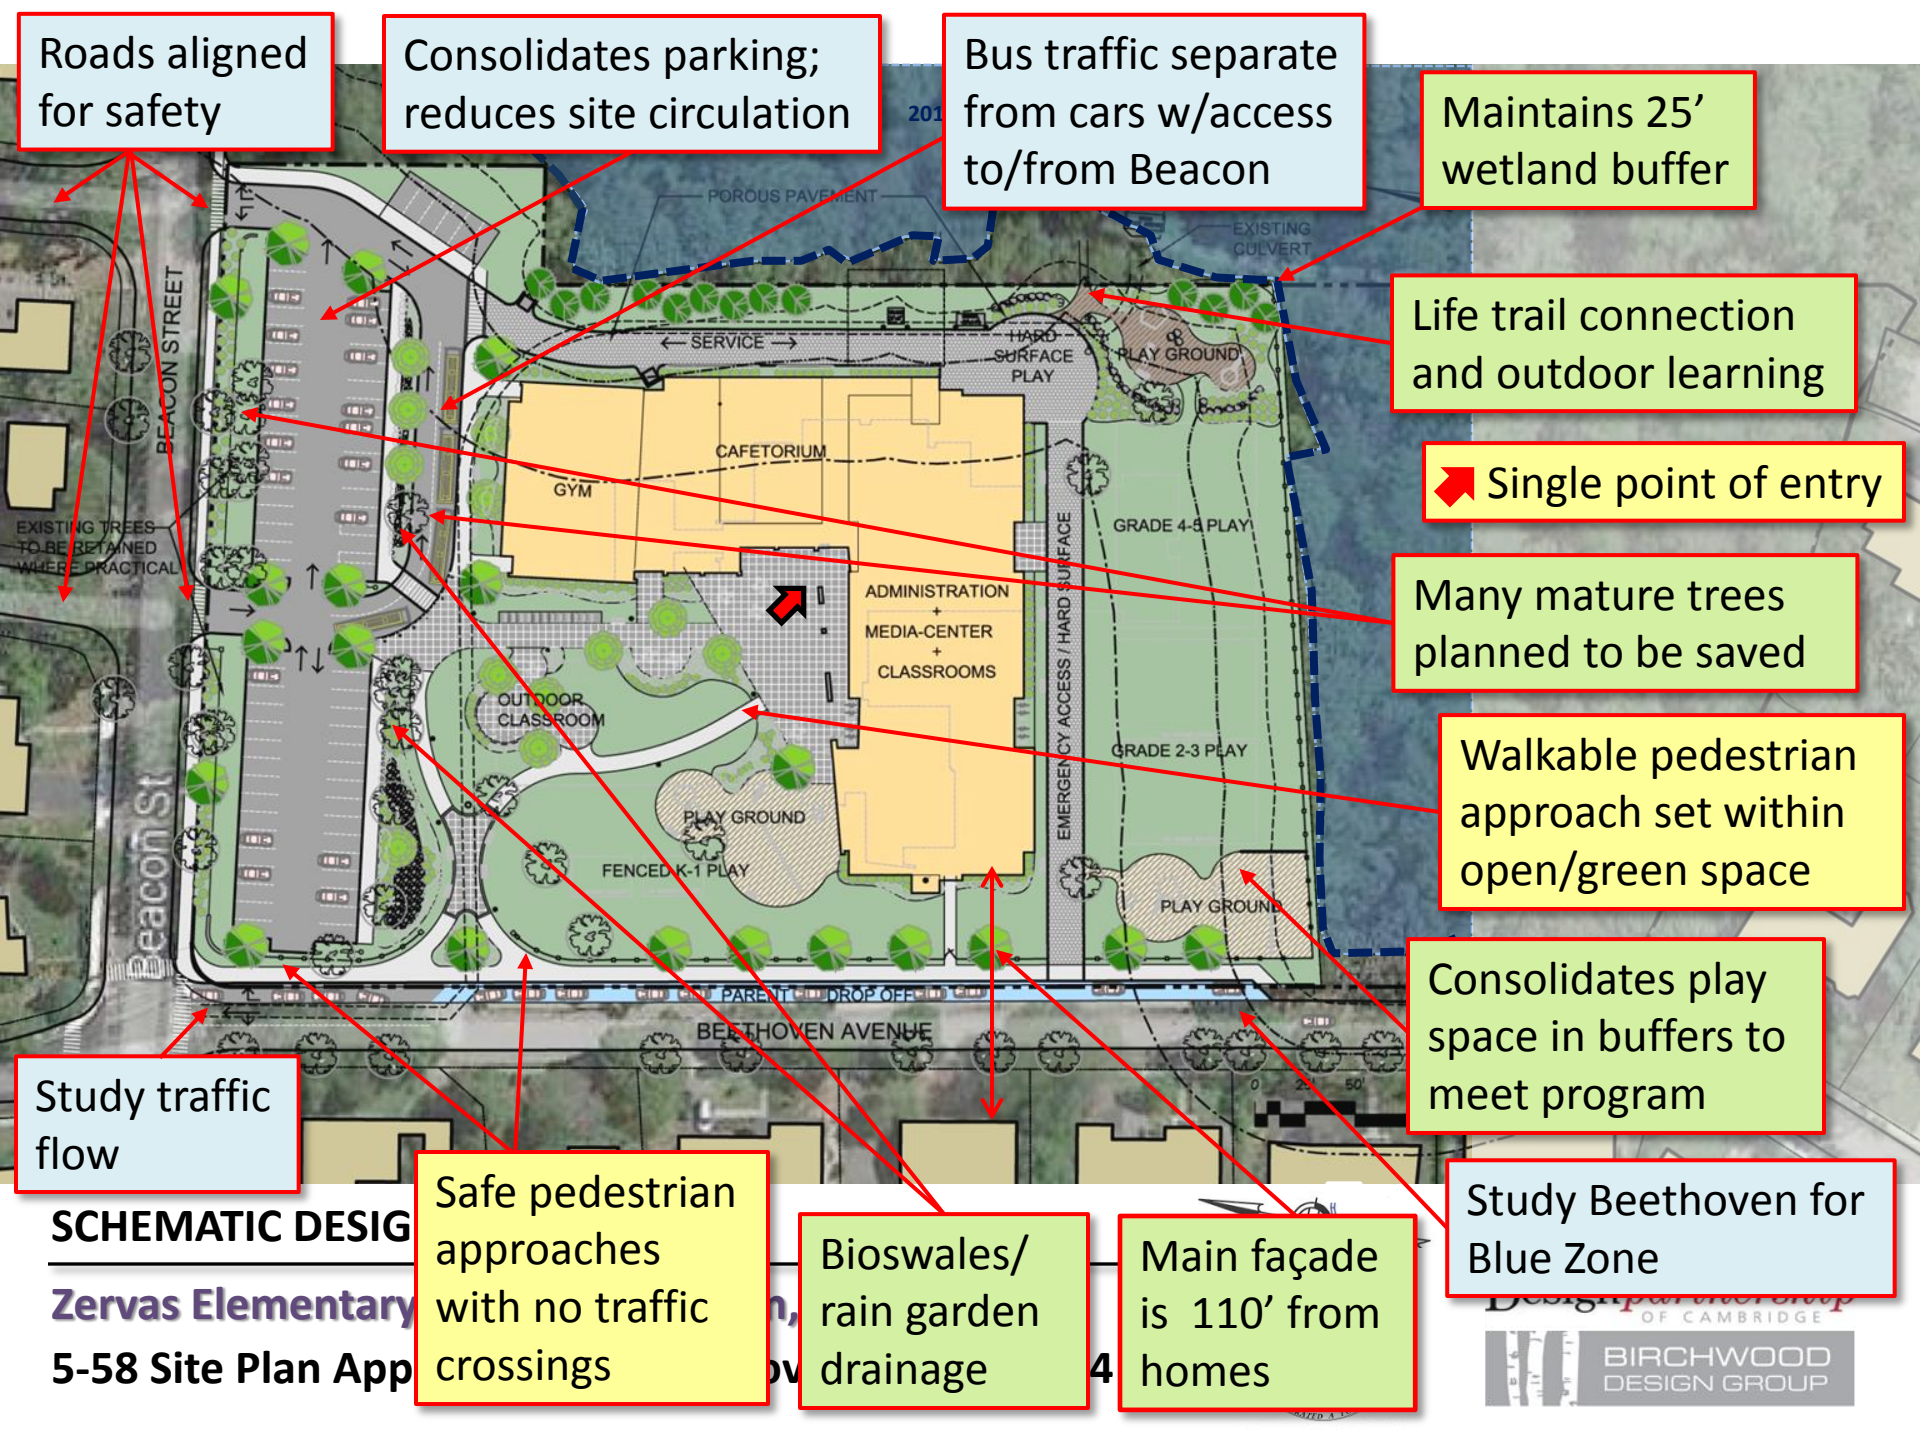 Roads aligned
for safety
Consolidates parking;
reduces site circulation
Bus traffic separate
from cars w/access
to/from Beacon
Maintains 25’
wetland buffer
201
POROUS PAVEMENT
EXISTING
CULVERT
Life trail connection
and outdoor learning
BEACON STREET
SERVICE
HARD
SURFACE
PLAY
PLAY GROUND
CAFETORIUM
GYM
Single point of entry
EXISTING TREES
TO BE RETAINED
WHERE PRACTICAL
GRADE 4-5 PLAY
EMERGENCY ACCESS / HARD SURFACE
ADMINISTRATION
+
MEDIA-CENTER
+
CLASSROOMS
Many mature trees
planned to be saved
OUTDOOR
CLASSROOM
GRADE 2-3 PLAY
Walkable pedestrian
approach set within
open/green space
Beacon St
PLAY GROUND
FENCED K-1 PLAY
PLAY GROUND
Consolidates play
space in buffers to
meet program
PARENT DROP OFF
BEETHOVEN AVENUE
0 25' 50'
Study traffic
flow
Safe pedestrian
approaches
with no traffic
crossings
Bioswales/
rain garden
drainage
Main façade
is 110’ from
homes
Study Beethoven for
Blue Zone
SCHEMATIC DESIG
Zervas Elementary
5-58 Site Plan App
4
OF CAMBRIDGE
BIRCHWOOD
DESIGN GROUP